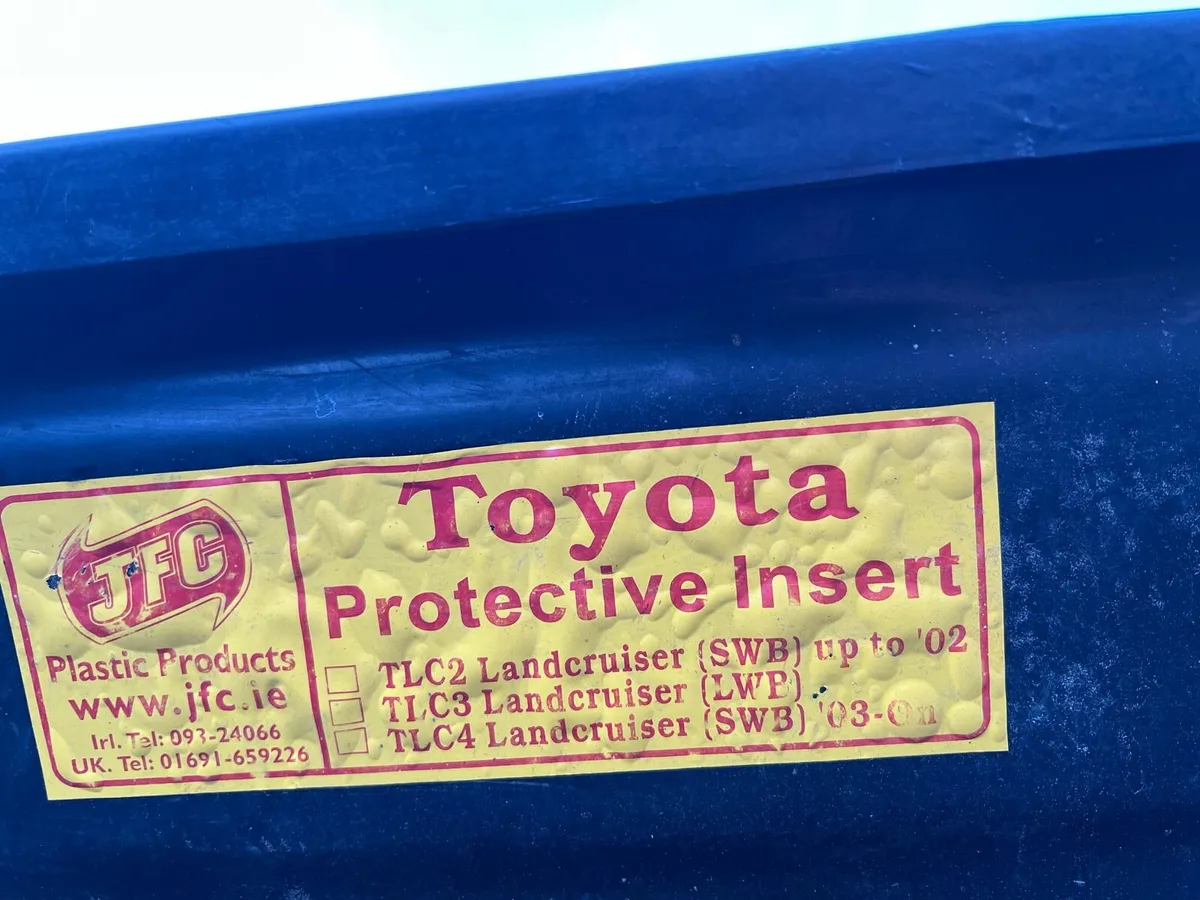 JFC
Plastic Products
www.jfc.ie
Irl. Tel: 093-24066
UK. Tel: 01691-659226
Toyota
Protective Insert
TLC2 Landcruiser (SWB) up to '02
TLC3 Landcruiser (LWB)
TLC4 Landcruiser (SWB) '03-On